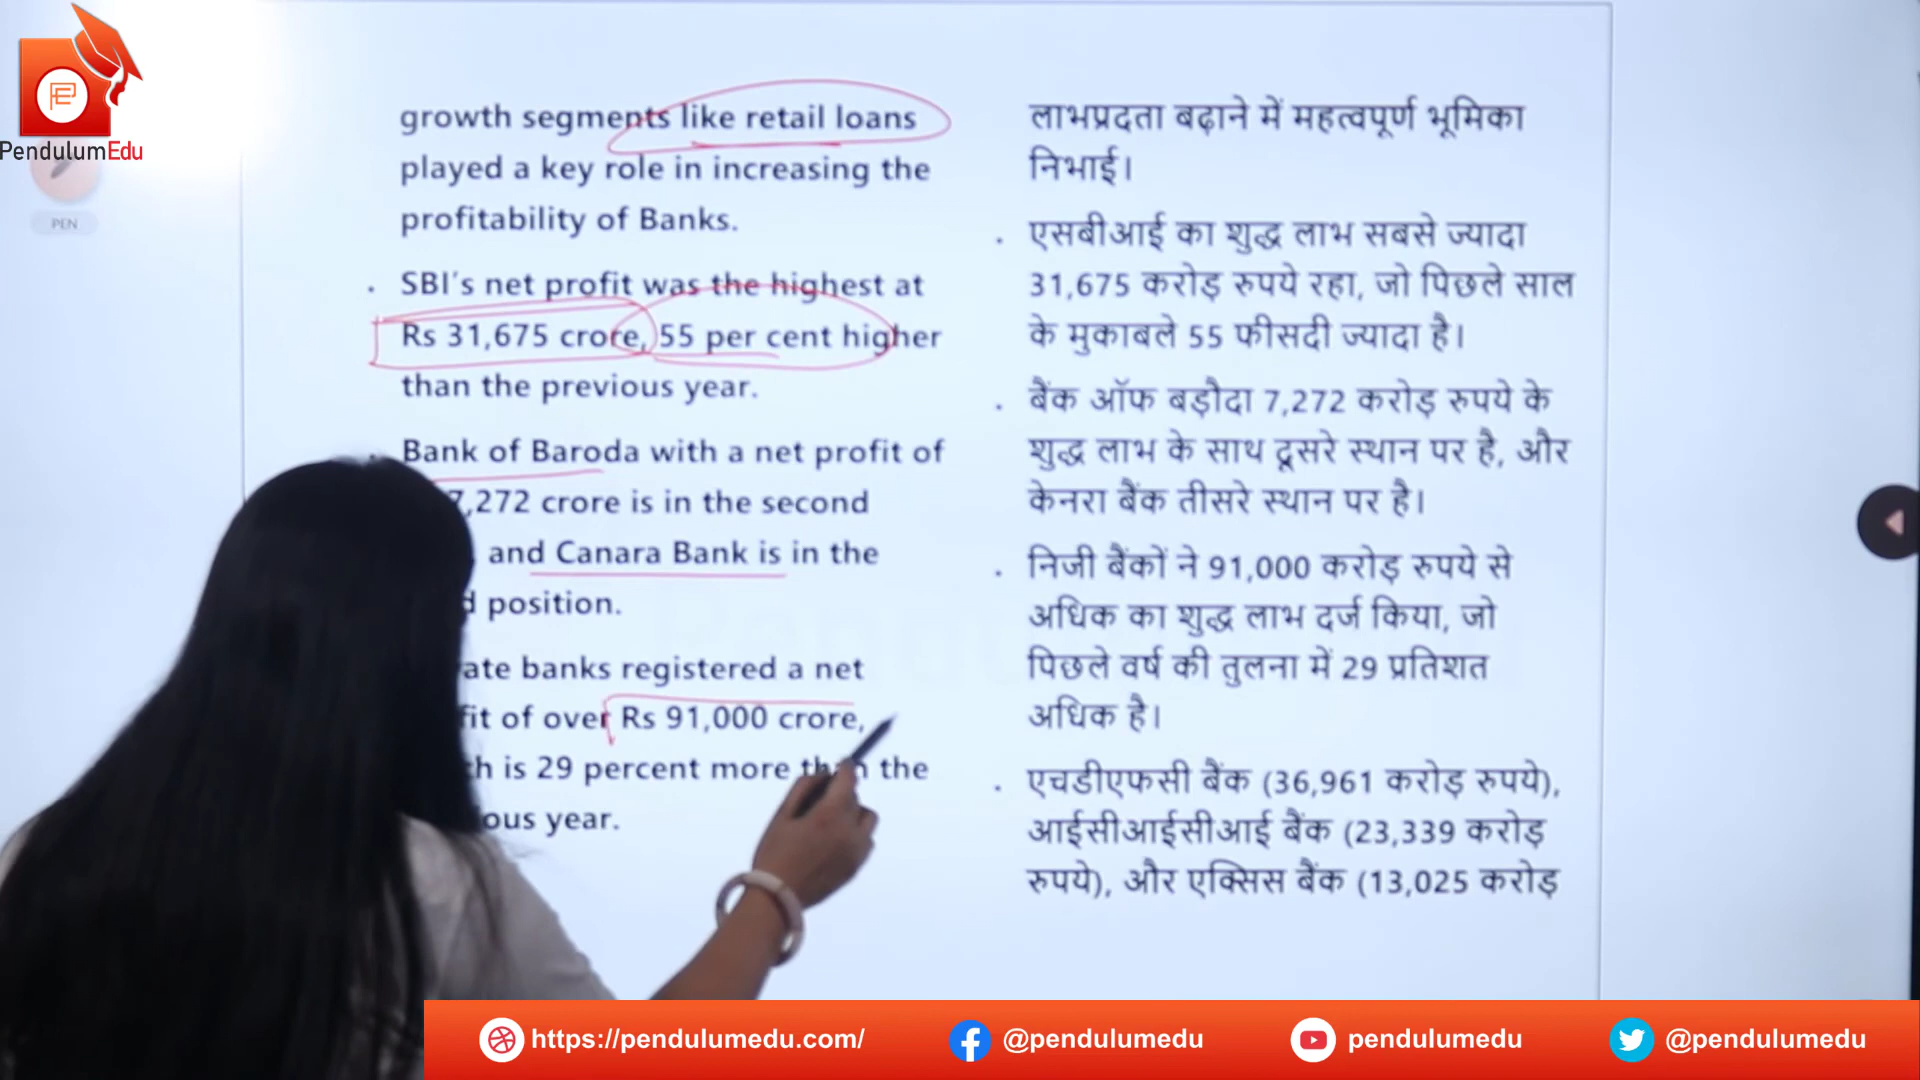 PendulumEdu
PEN
growth segments like retail loans
played a key role in increasing the
profitability of Banks.
. SBI's net profit was the highest at
Rs 31,675 crore, 55 per cent higher
than the previous year.
Bank of Baroda with a net profit of
7,272 crore is in the second
and Canara Bank is in the
position.
banks registered a net
of over Rs 91,000 crore,
is 29 percent more than the
year.
लाभप्रदता बढ़ाने में महत्वपूर्ण भूमिका
निभाई।
. एसबीआई का शुद्ध लाभ सबसे ज्यादा
31,675 करोड़ रुपये रहा, जो पिछले साल
के मुकाबले 55 फीसदी ज्यादा है।
. बैंक ऑफ बड़ौदा 7,272 करोड़ रुपये के
शुद्ध लाभ के साथ दूसरे स्थान पर है, और
केनरा बैंक तीसरे स्थान पर है।
. निजी बैंकों ने 91,000 करोड़ रुपये से
अधिक का शुद्ध लाभ दर्ज किया, जो
पिछले वर्ष की तुलना में 29 प्रतिशत
अधिक है।
. एचडीएफसी बैंक (36,961 करोड़ रुपये),
आईसीआईसीआई बैंक (23,339 करोड़
रुपये), और एक्सिस बैंक (13,025 करोड़
https://pendulumedu.com/
@pendulumedu
pendulumedu
@pendulumedu